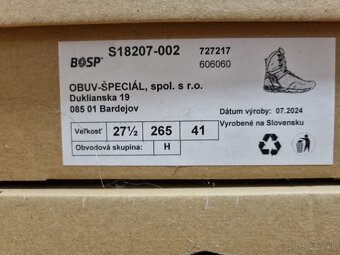 BOSP® S18207-002 727217
606060
OBUV-ŠPECIÁL, spol. s r.o.
Duklianska 19
085 01 Bardejov
Dátum výroby: 07.2024
Vyrobené na Slovensku
Veľkosť 27½ 265 41
Obvodová skupina: H